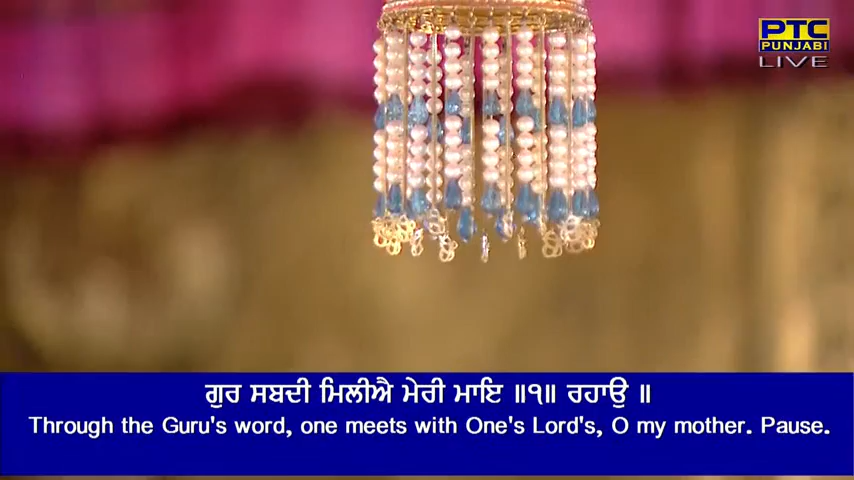 PTC
PUNJABI
LIVE
ਗੁਰ ਸਬਦੀ ਮਿਲੀਐ ਮੇਰੀ ਮਾਇ ॥੧॥ ਰਹਾਉ ॥
Through the Guru's word, one meets with One's Lord's, O my mother. Pause.